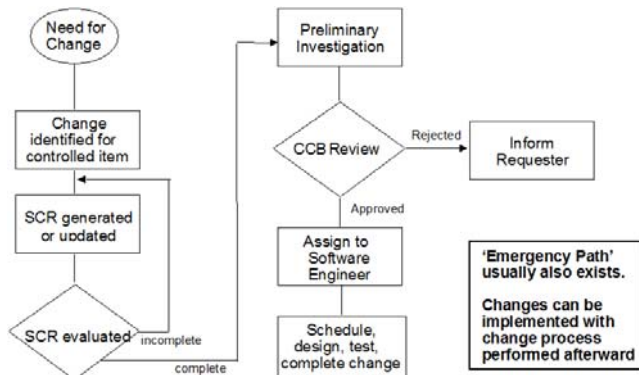 Need for
Change
Change
identified for
controlled item
SCR generated
or updated
SCR evaluated
incomplete
complete
Preliminary
Investigation
CCB Review
Rejected
Inform
Requester
Approved
Assign to
Software
Engineer
Schedule,
design, test,
complete change
‘Emergency Path’
usually also exists.
Changes can be
implemented with
change process
performed afterward